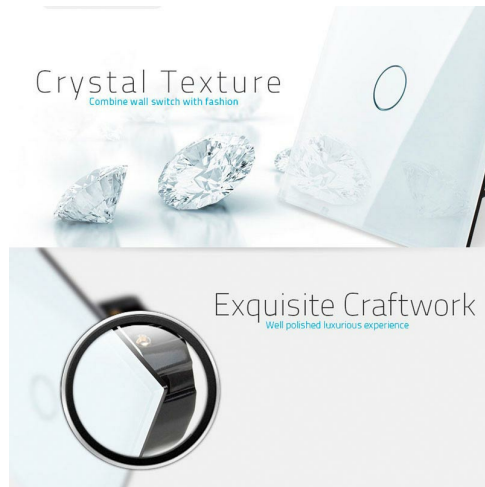 Crystal Texture
Combine wall switch with fashion
Exquisite Craftwork
Well polished luxurious experience